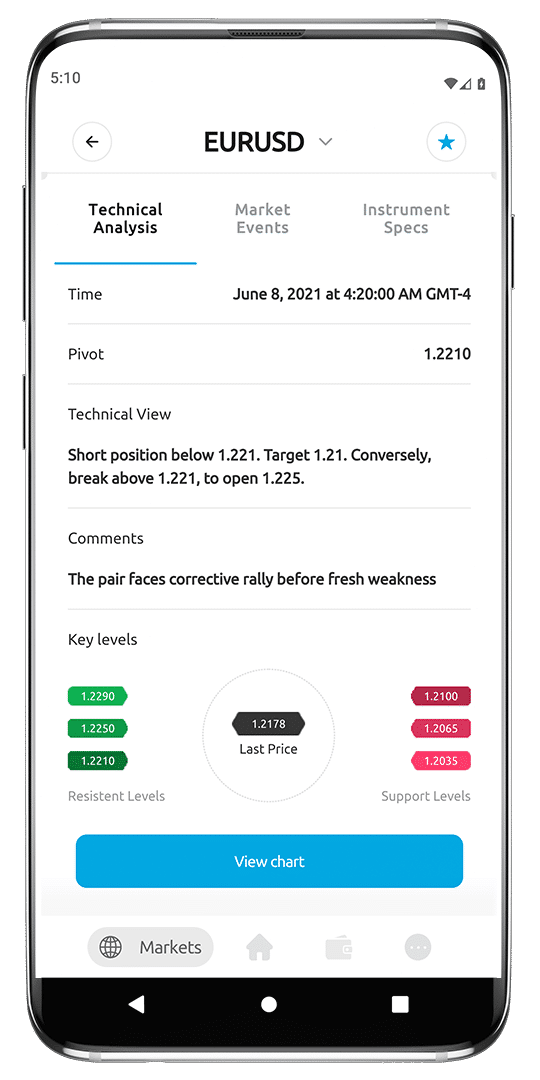 5:10
EURUSD
Technical
Analysis
Market
Events
Instrument
Specs
Time
June 8, 2021 at 4:20:00 AM GMT-4
Pivot
1.2210
Technical View
Short position below 1.221. Target 1.21. Conversely,
break above 1.221, to open 1.225.
Comments
The pair faces corrective rally before fresh weakness
Key levels
1.2290
1.2250
1.2210
Resistent Levels
1.2178
Last Price
1.2100
1.2065
1.2035
Support Levels
View chart
Markets